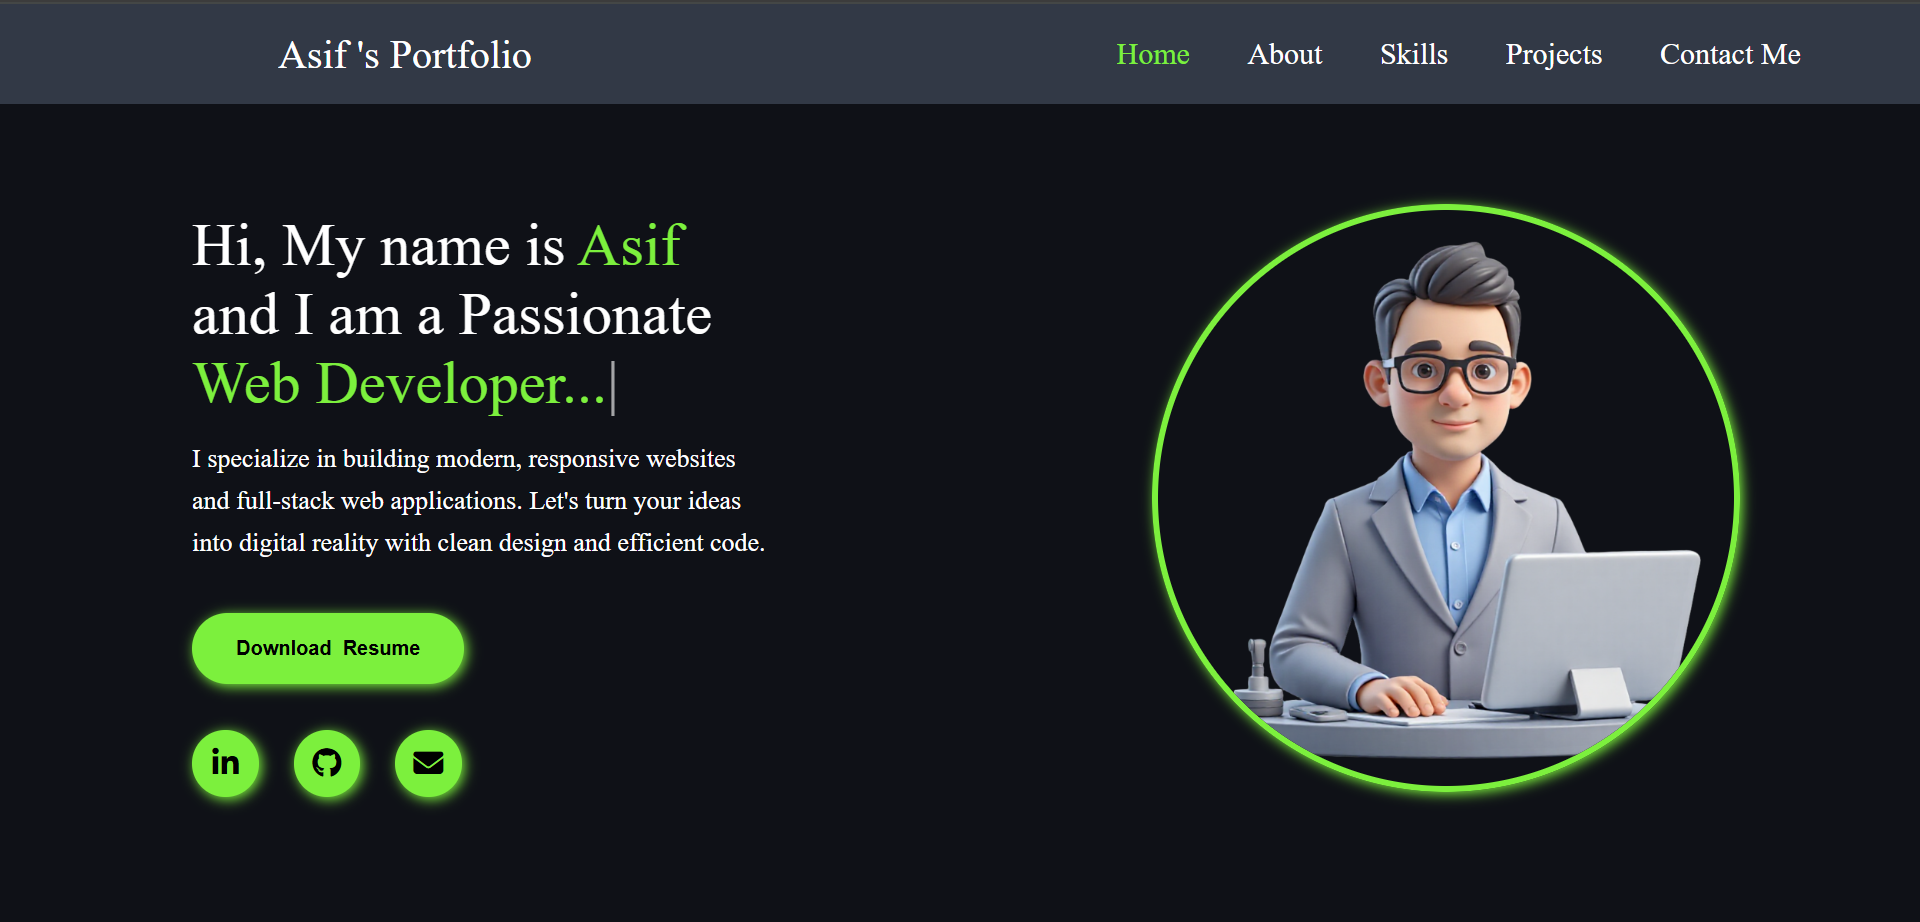 Asif 's Portfolio
Home About Skills Projects Contact Me
Hi, My name is Asif
and I am a Passionate
Web Developer...|
I specialize in building modern, responsive websites
and full-stack web applications. Let's turn your ideas
into digital reality with clean design and efficient code.
Download Resume
in